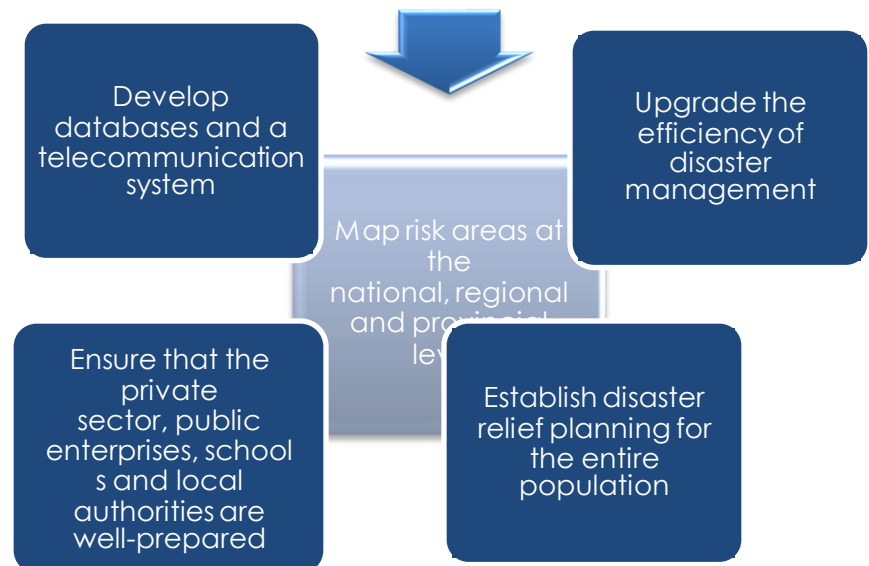 Develop
databases and a
telecommunication
system
Upgrade the
efficiency of
disaster
management
Map risk areas at
the
national, regional
and provincial
lev
Ensure that the
private
sector, public
enterprises, school
s and local
authorities are
well-prepared
Establish disaster
relief planning for
the entire
population